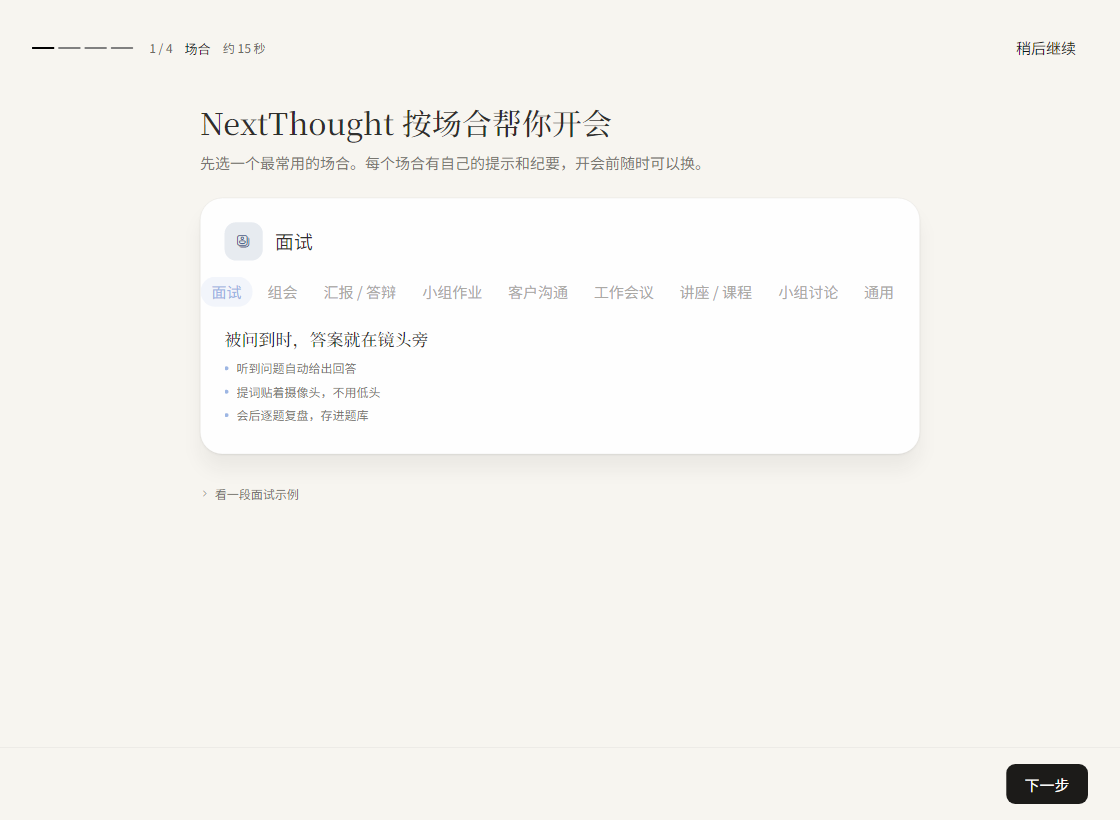 1 / 4 场合 约 15 秒
稍后继续
NextThought 按场合帮你开会
先选一个最常用的场合。每个场合有自己的提示和纪要，开会前随时可以换。
面试
面试 组会 汇报 / 答辩 小组作业 客户沟通 工作会议 讲座 / 课程 小组讨论 通用
被问到时，答案就在镜头旁
听到问题自动给出回答
提词贴着摄像头，不用低头
会后逐题复盘，存进题库
看一段面试示例
下一步